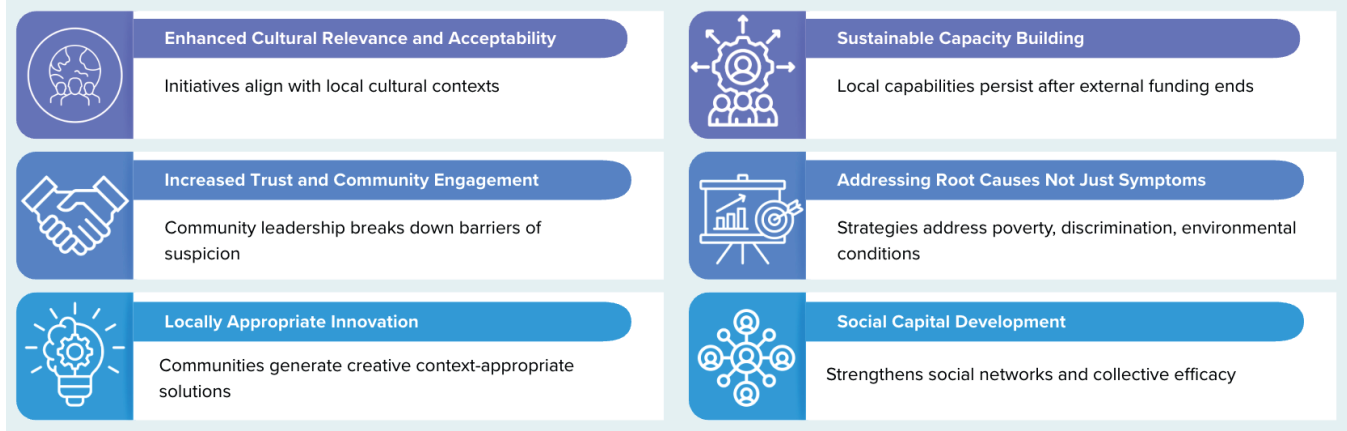 Enhanced Cultural Relevance and Acceptability
Initiatives align with local cultural contexts
Sustainable Capacity Building
Local capabilities persist after external funding ends
Increased Trust and Community Engagement
Community leadership breaks down barriers of
suspicion
Addressing Root Causes Not Just Symptoms
Strategies address poverty, discrimination, environmental
conditions
Locally Appropriate Innovation
Communities generate creative context-appropriate
solutions
Social Capital Development
Strengthens social networks and collective efficacy